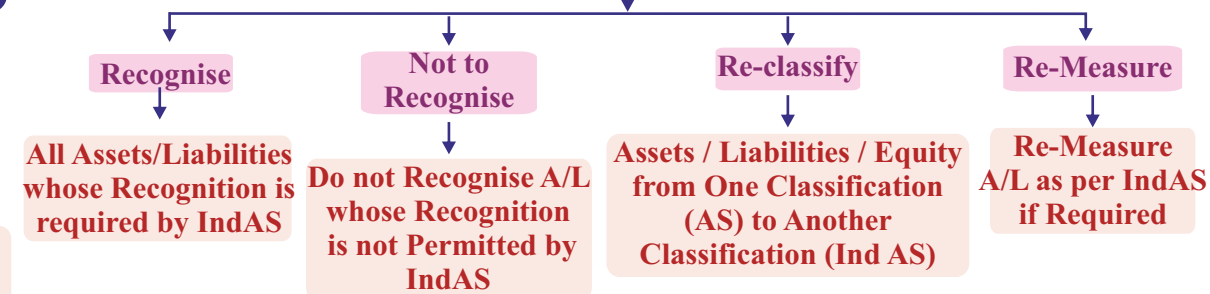 Recognise
All Assets/Liabilities
whose Recognition is
required by IndAS
Not to
Recognise
Do not Recognise A/L
whose Recognition
is not Permitted by
IndAS
Re-classify
Assets / Liabilities / Equity
from One Classification
(AS) to Another
Classification (Ind AS)
Re-Measure
Re-Measure
A/L as per IndAS
if Required